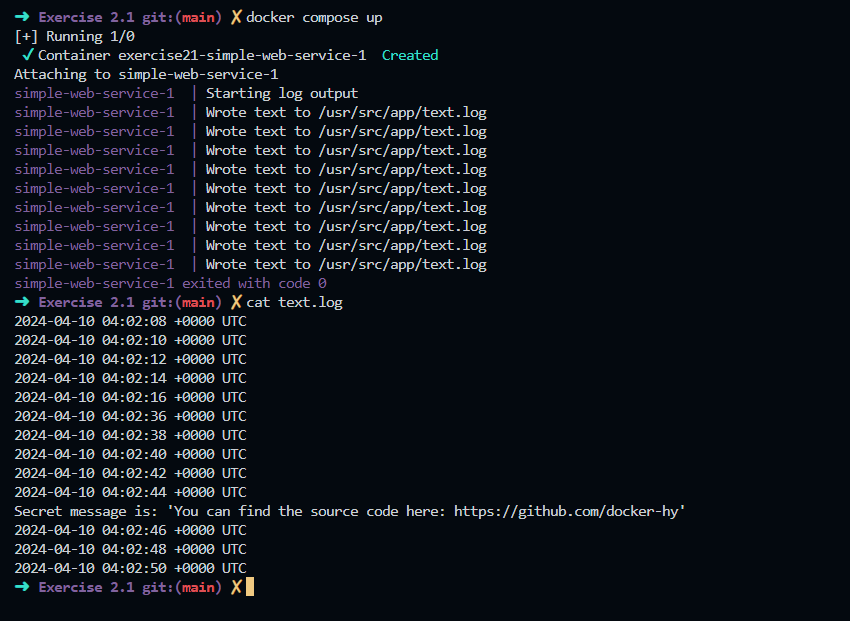 ➜ Exercise 2.1 git:(main) ✗ docker compose up
[+] Running 1/0
 ✓ Container exercise21-simple-web-service-1  Created
Attaching to simple-web-service-1
simple-web-service-1  | Starting log output
simple-web-service-1  | Wrote text to /usr/src/app/text.log
simple-web-service-1  | Wrote text to /usr/src/app/text.log
simple-web-service-1  | Wrote text to /usr/src/app/text.log
simple-web-service-1  | Wrote text to /usr/src/app/text.log
simple-web-service-1  | Wrote text to /usr/src/app/text.log
simple-web-service-1  | Wrote text to /usr/src/app/text.log
simple-web-service-1  | Wrote text to /usr/src/app/text.log
simple-web-service-1  | Wrote text to /usr/src/app/text.log
simple-web-service-1  | Wrote text to /usr/src/app/text.log
simple-web-service-1 exited with code 0
➜ Exercise 2.1 git:(main) ✗ cat text.log
2024-04-10 04:02:08 +0000 UTC
2024-04-10 04:02:10 +0000 UTC
2024-04-10 04:02:12 +0000 UTC
2024-04-10 04:02:14 +0000 UTC
2024-04-10 04:02:16 +0000 UTC
2024-04-10 04:02:36 +0000 UTC
2024-04-10 04:02:38 +0000 UTC
2024-04-10 04:02:40 +0000 UTC
2024-04-10 04:02:42 +0000 UTC
2024-04-10 04:02:44 +0000 UTC
Secret message is: 'You can find the source code here: https://github.com/docker-hy'
2024-04-10 04:02:46 +0000 UTC
2024-04-10 04:02:48 +0000 UTC
2024-04-10 04:02:50 +0000 UTC
➜ Exercise 2.1 git:(main) ✗